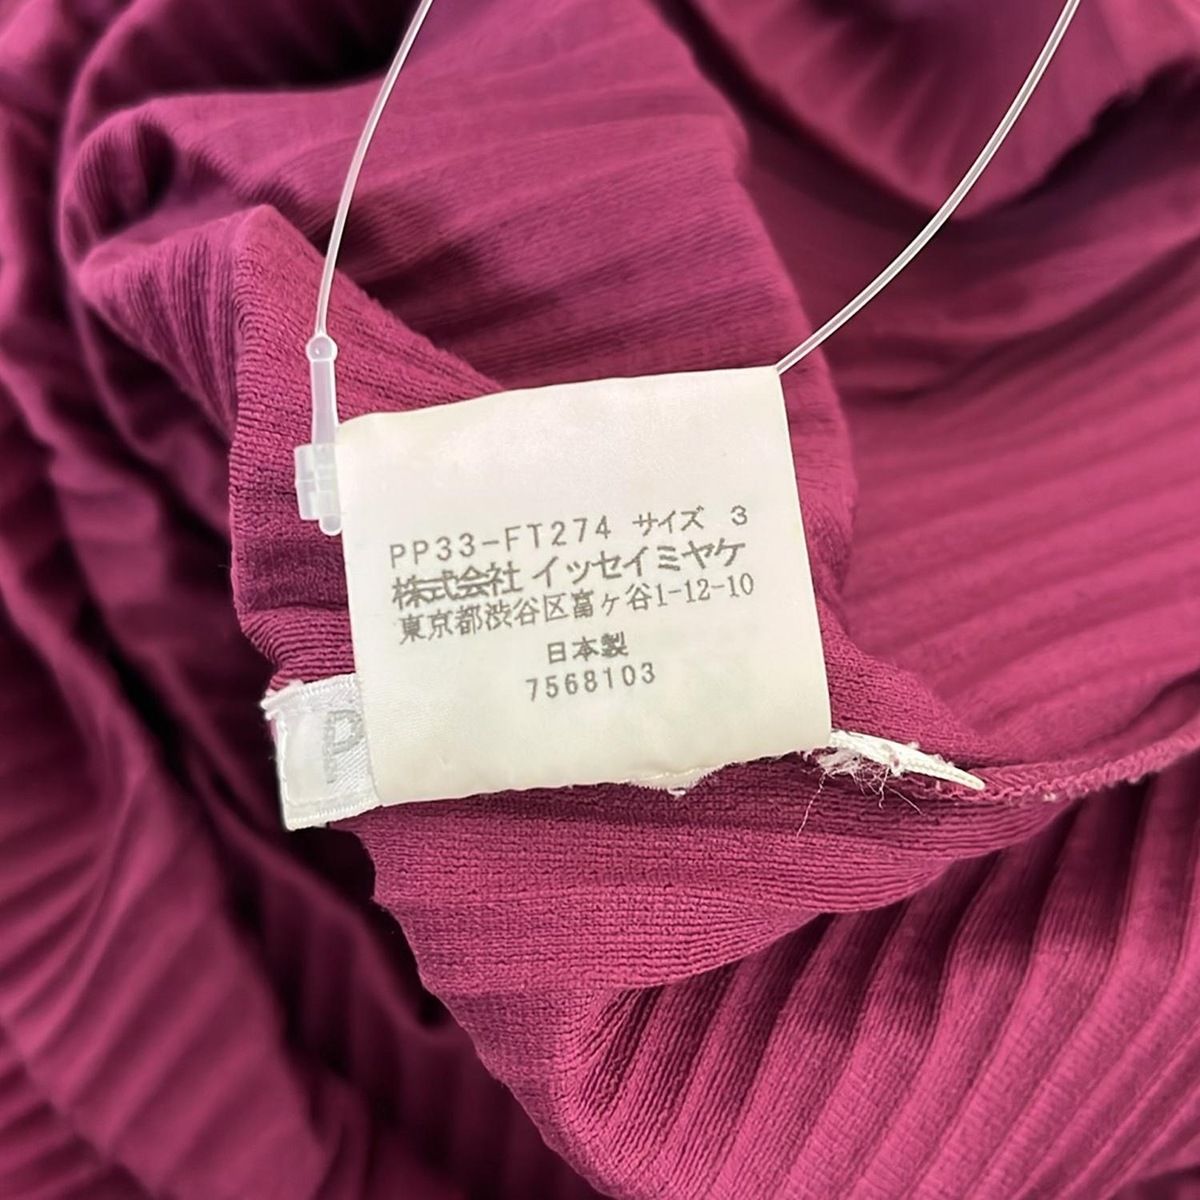 PP33-FT274 サイズ 3
株式会社 イッセイミヤケ
東京都渋谷区富ヶ谷1-12-10
日本製
7568103